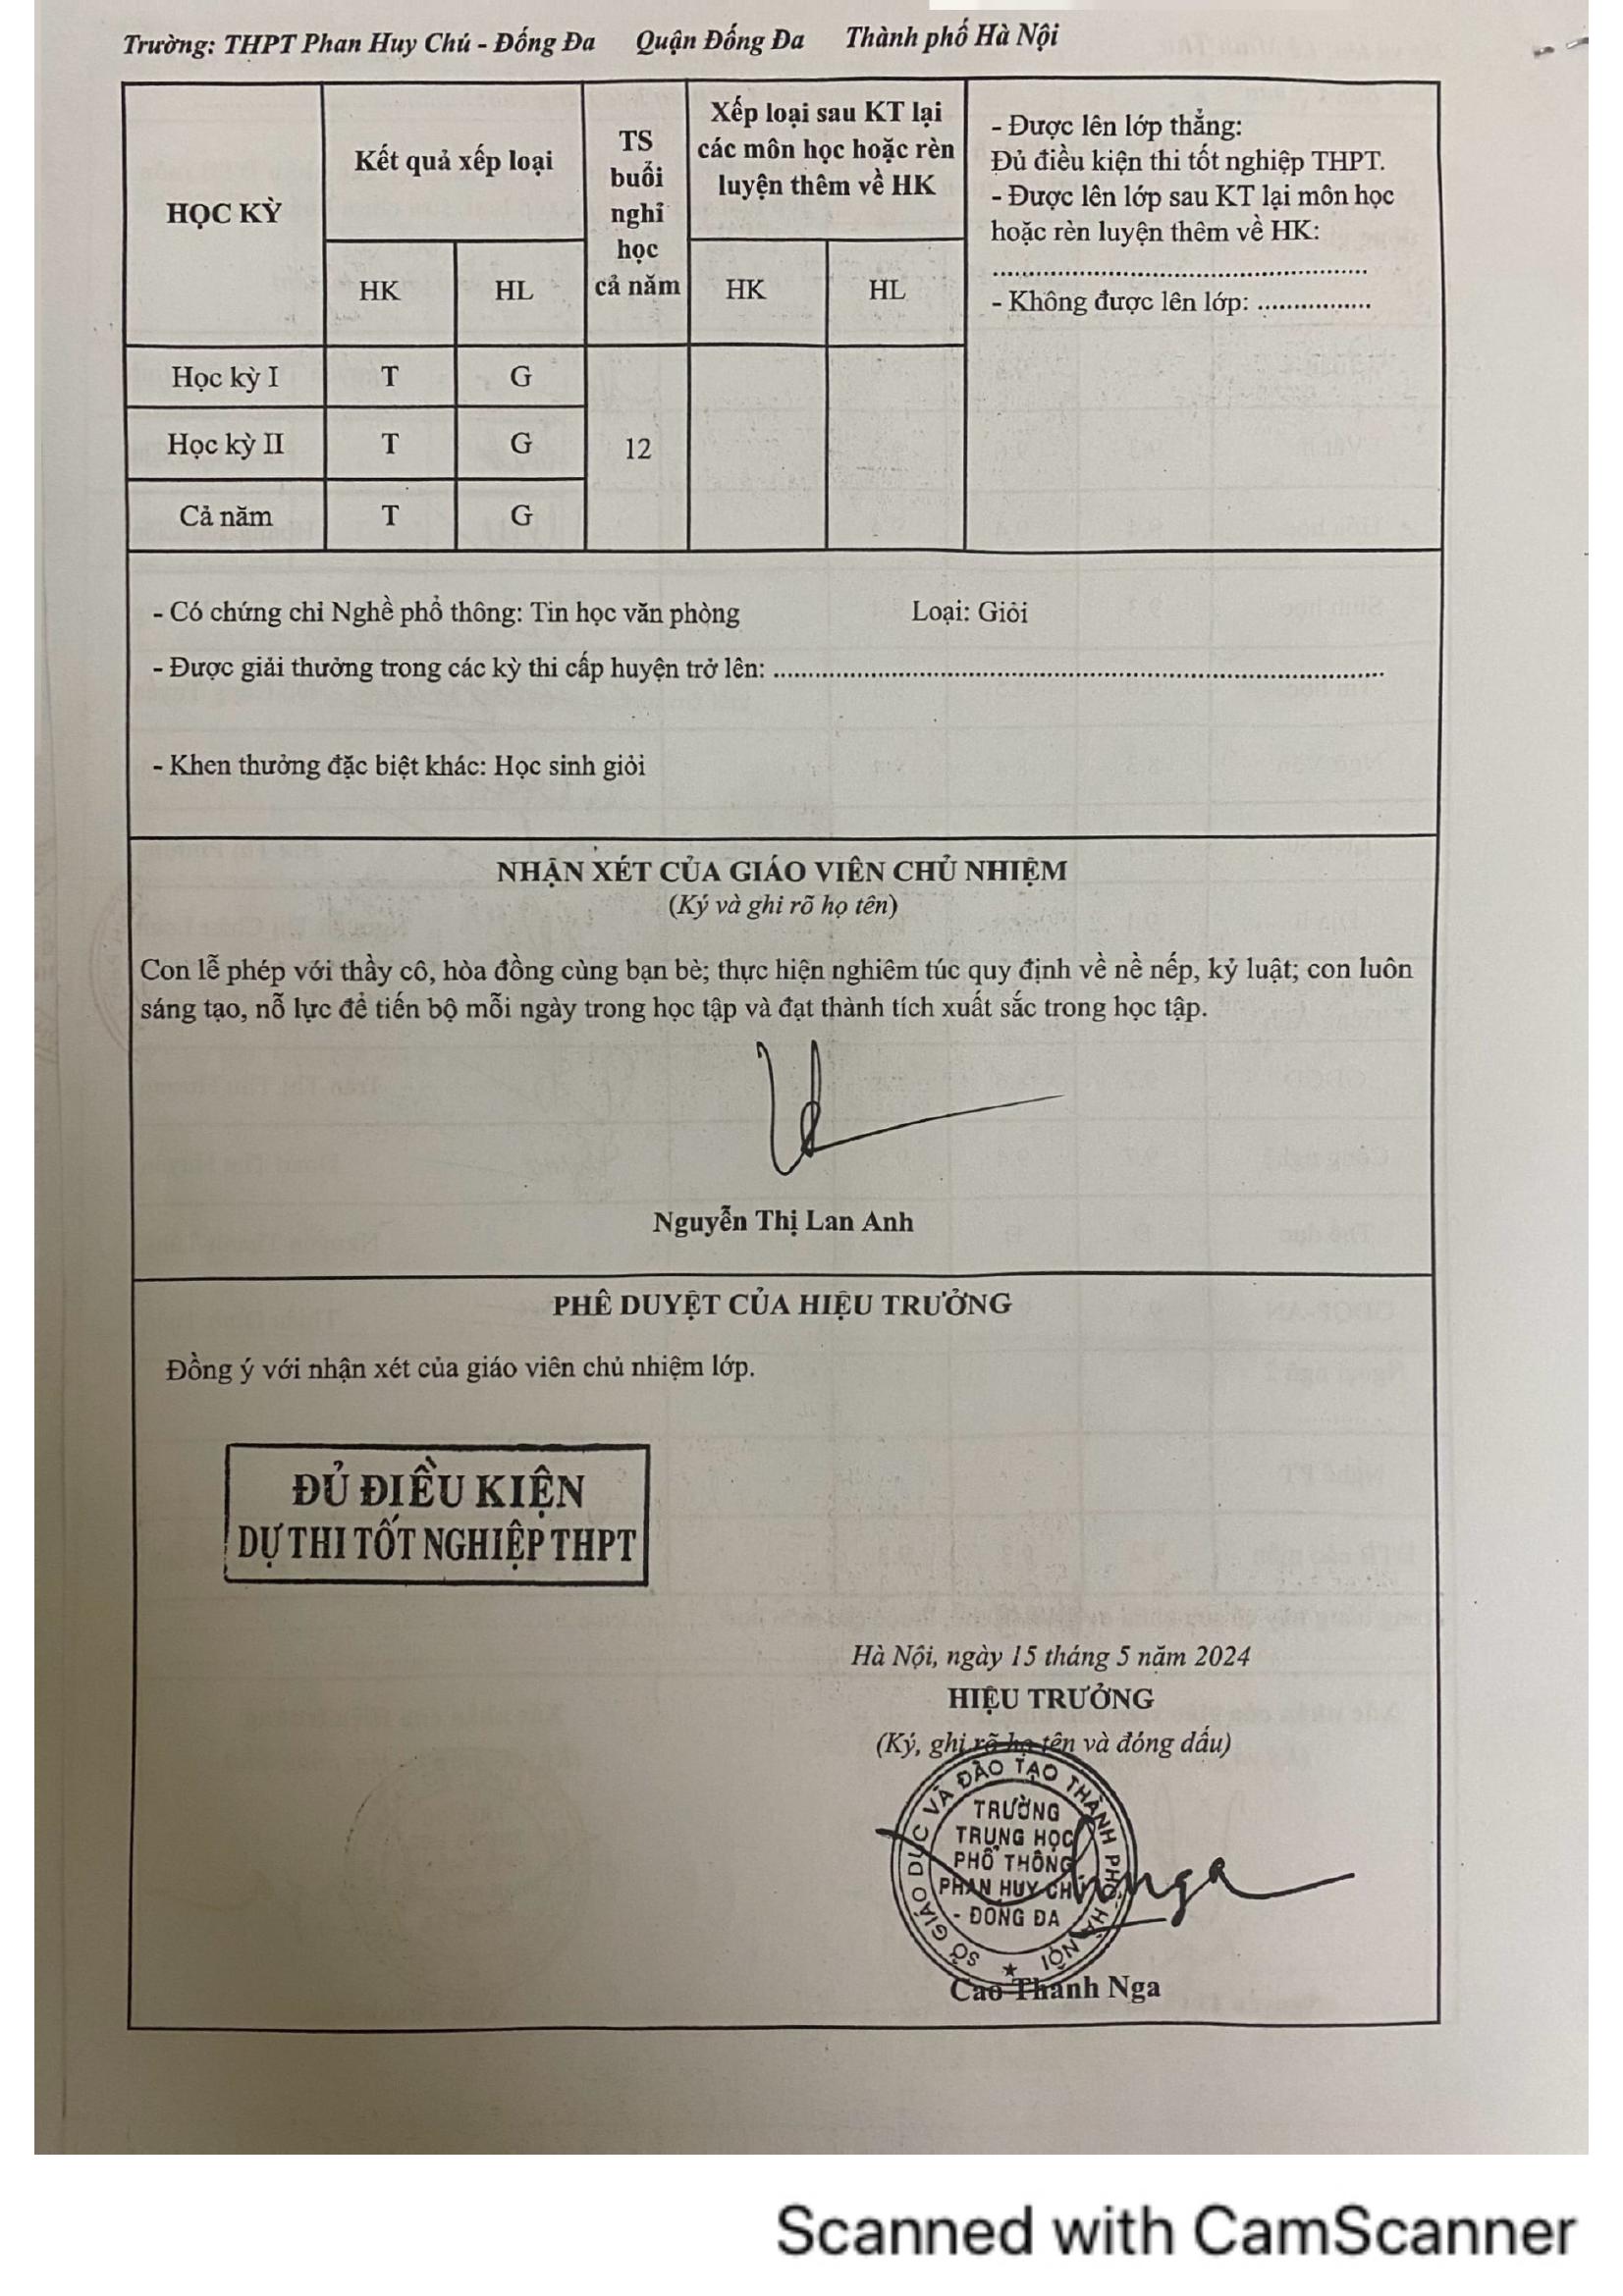 Trường: THPT Phan Huy Chú - Đống Đa Quận Đống Đa Thành phố Hà Nội
HỌC KỲ
Kết quả xếp loại
TS
buổi
nghỉ
học
cả năm
Xếp loại sau KT lại
các môn học hoặc rèn
luyện thêm về HK
- Được lên lớp thẳng:
Đủ điều kiện thi tốt nghiệp THPT.
- Được lên lớp sau KT lại môn học
hoặc rèn luyện thêm về HK:
......................................................
- Không được lên lớp: ................
HK HL HK HL
Học kỳ I T G
Học kỳ II T G 12
Cả năm T G
- Có chứng chỉ Nghề phổ thông: Tin học văn phòng Loại: Giỏi
- Được giải thưởng trong các kỳ thi cấp huyện trở lên: ........................................................................................
- Khen thưởng đặc biệt khác: Học sinh giỏi
NHẬN XÉT CỦA GIÁO VIÊN CHỦ NHIỆM
(Ký và ghi rõ họ tên)
Con lễ phép với thầy cô, hòa đồng cùng bạn bè; thực hiện nghiêm túc quy định về nề nếp, kỷ luật; con luôn
sáng tạo, nỗ lực để tiến bộ mỗi ngày trong học tập và đạt thành tích xuất sắc trong học tập.
Nguyễn Thị Lan Anh
PHÊ DUYỆT CỦA HIỆU TRƯỞNG
Đồng ý với nhận xét của giáo viên chủ nhiệm lớp.
ĐỦ ĐIỀU KIỆN
DỰ THI TỐT NGHIỆP THPT
Hà Nội, ngày 15 tháng 5 năm 2024
HIỆU TRƯỞNG
(Ký, ghi rõ họ tên và đóng dấu)
SỞ GIÁO DỤC VÀ ĐÀO TẠO THÀNH PHỐ HÀ NỘI
TRƯỜNG
TRUNG HỌC
PHỔ THÔNG
PHAN HUY CHÚ
- ĐỐNG ĐA
Nga
Cao Thanh Nga
Scanned with CamScanner